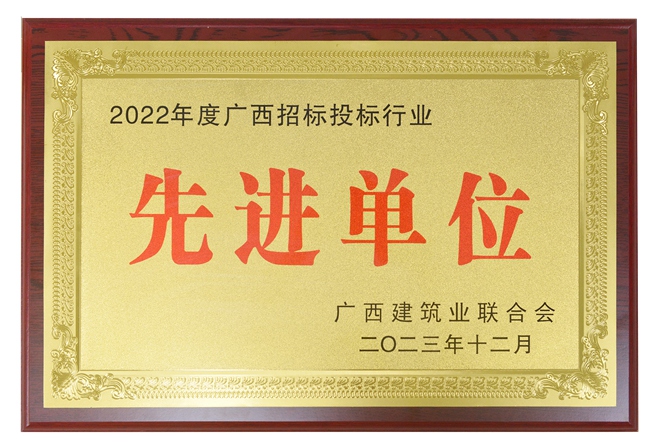 2022年度广西招标投标行业
先进单位
广西建筑业联合会
二〇二三年十二月